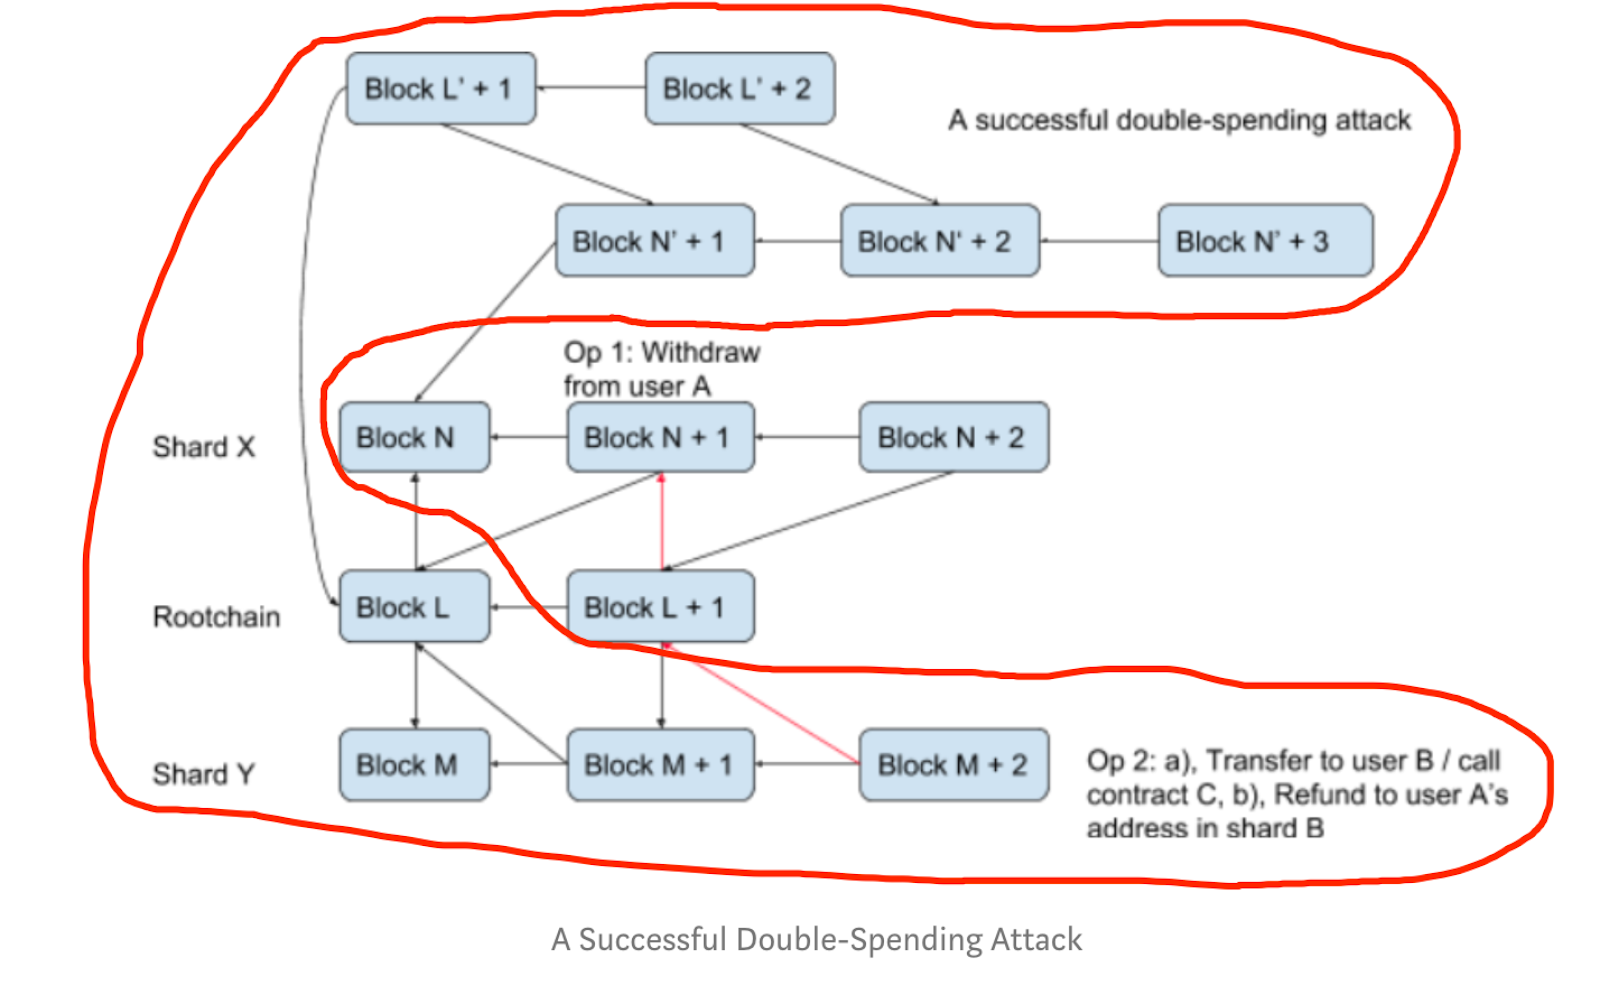 Block L' + 1
Block L' + 2
A successful double-spending attack
Block N' + 1
Block N' + 2
Block N' + 3
Op 1: Withdraw
from user A
Shard X
Block N
Block N + 1
Block N + 2
Rootchain
Block L
Block L + 1
Shard Y
Block M
Block M + 1
Block M + 2
Op 2: a), Transfer to user B / call
contract C, b), Refund to user A's
address in shard B
A Successful Double-Spending Attack